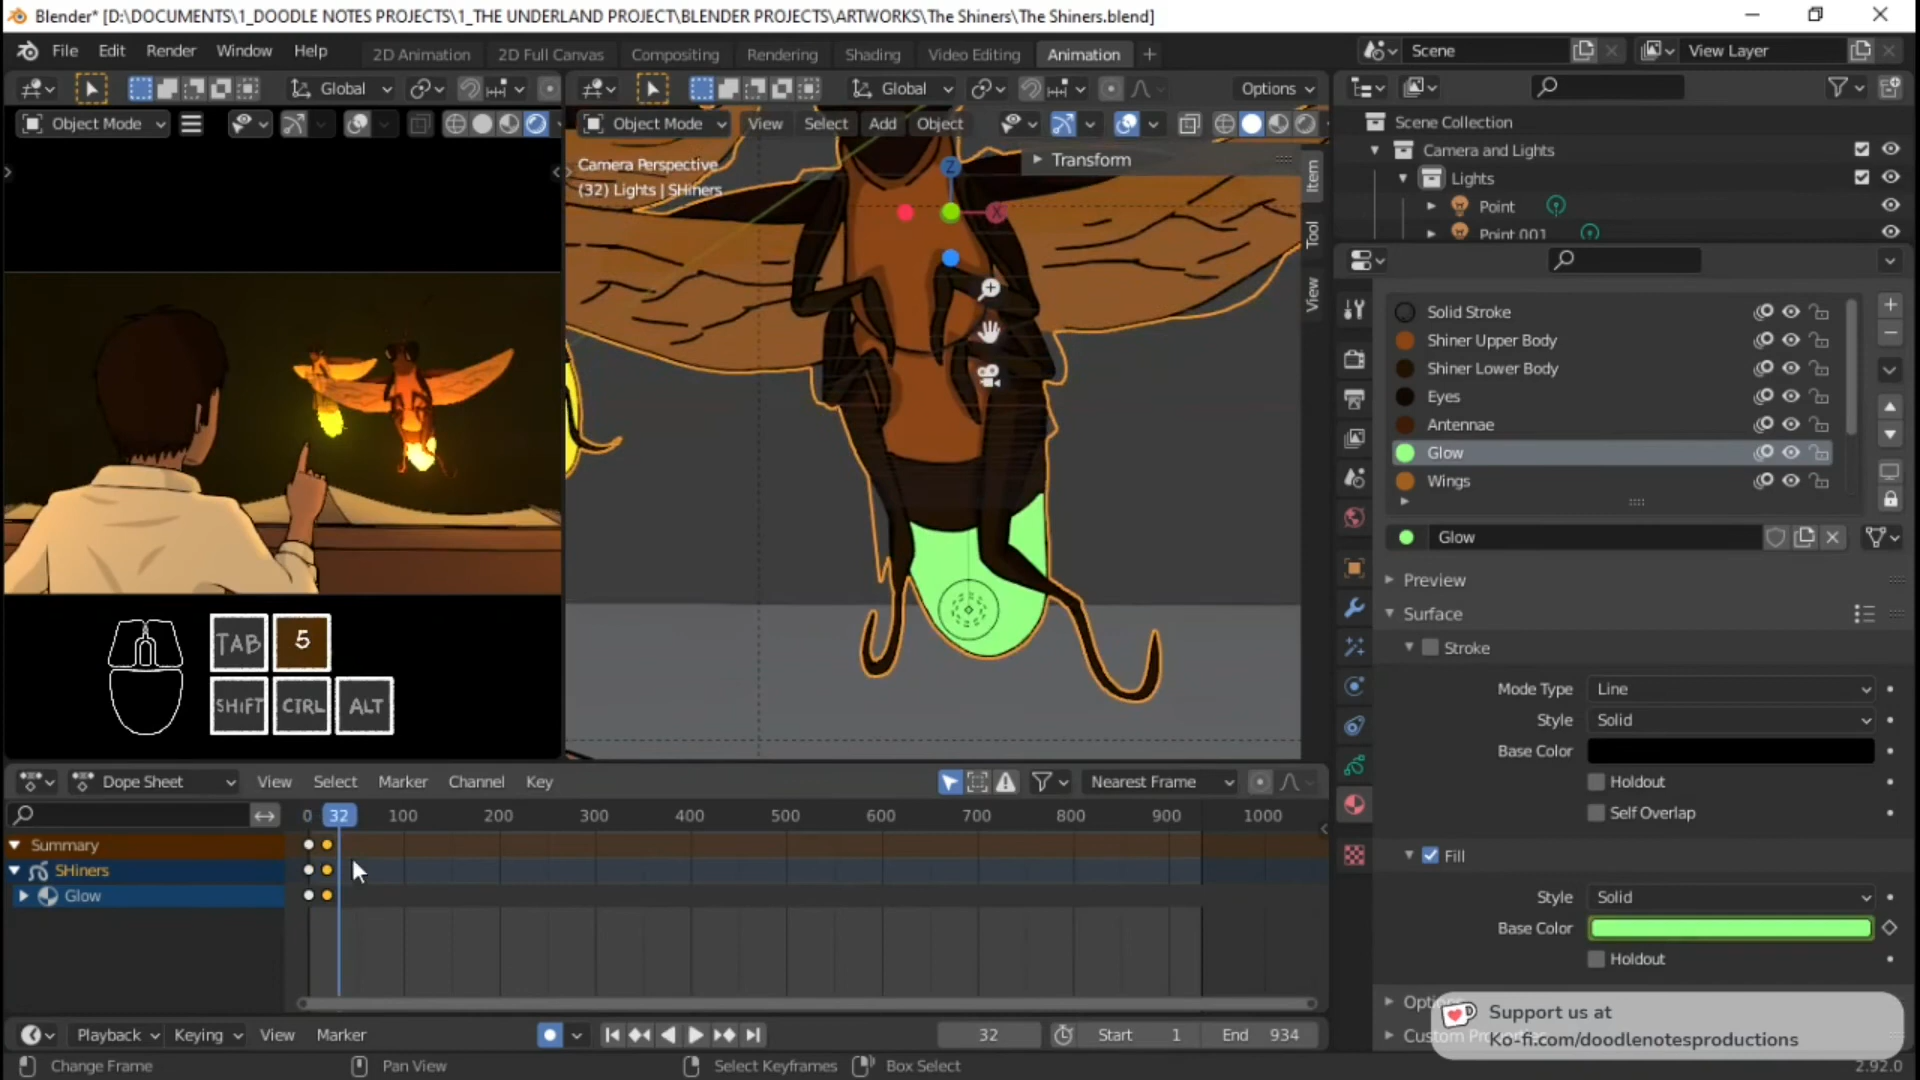 Blender* [D:\DOCUMENTS\1_DOODLE NOTES PROJECTS\1_THE UNDERLAND PROJECT\BLENDER PROJECTS\ARTWORKS\The Shiners\The Shiners.blend]
File Edit Render Window Help 2D Animation 2D Full Canvas Compositing Rendering Shading Video Editing Animation + Scene View Layer
Global Global Options
Object Mode Object Mode View Select Add Object
Scene Collection
Camera and Lights
Lights
Point
Point.001
Camera Perspective
(32) Lights | SHiners
Transform
Z
X
Item
Tool
View
Solid Stroke
Shiner Upper Body
Shiner Lower Body
Eyes
Antennae
Glow
Wings
Glow
Preview
Surface
Stroke
Mode Type Line
Style Solid
Base Color
Holdout
Self Overlap
Fill
Style Solid
Base Color
Holdout
TAB 5
SHIFT CTRL ALT
Dope Sheet View Select Marker Channel Key Nearest Frame
0 32 100 200 300 400 500 600 700 800 900 1000
Summary
SHiners
Glow
Playback Keying View Marker 32 Start 1 End 934
Support us at
Ko-fi.com/doodlenotesproductions
Change Frame Pan View Select Keyframes Box Select 2.92.0